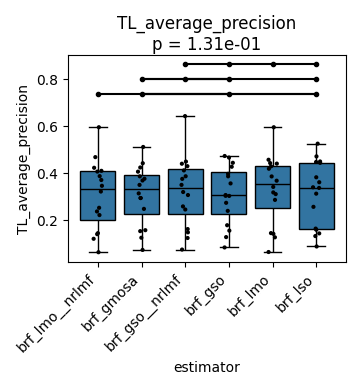 TL_average_precision
p = 1.31e-01
TL_average_precision
0.8
0.6
0.4
0.2
brf_lmo__nrlmf
brf_gmosa
brf_gso__nrlmf
brf_gso
brf_lmo
brf_lso
estimator